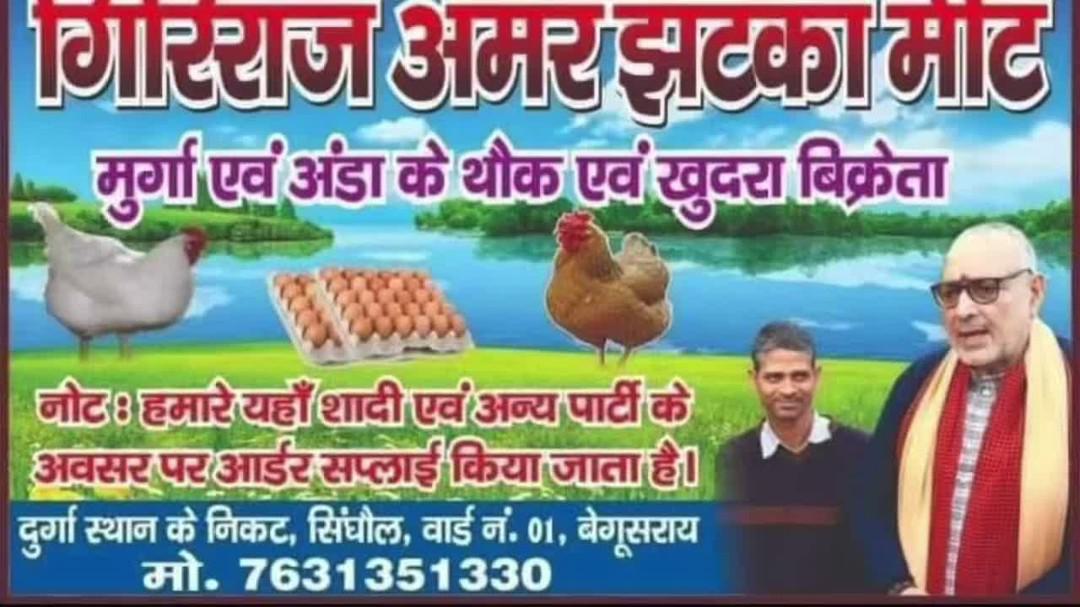 गिरिराज अमर झटका मीट
मुर्गा एवं अंडा के थौक एवं खुदरा बिक्रेता
नोट : हमारे यहाँ शादी एवं अन्य पार्टी के
अवसर पर आर्डर सप्लाई किया जाता है।
दुर्गा स्थान के निकट, सिंघौल, वार्ड नं. 01, बेगूसराय
मो. 7631351330